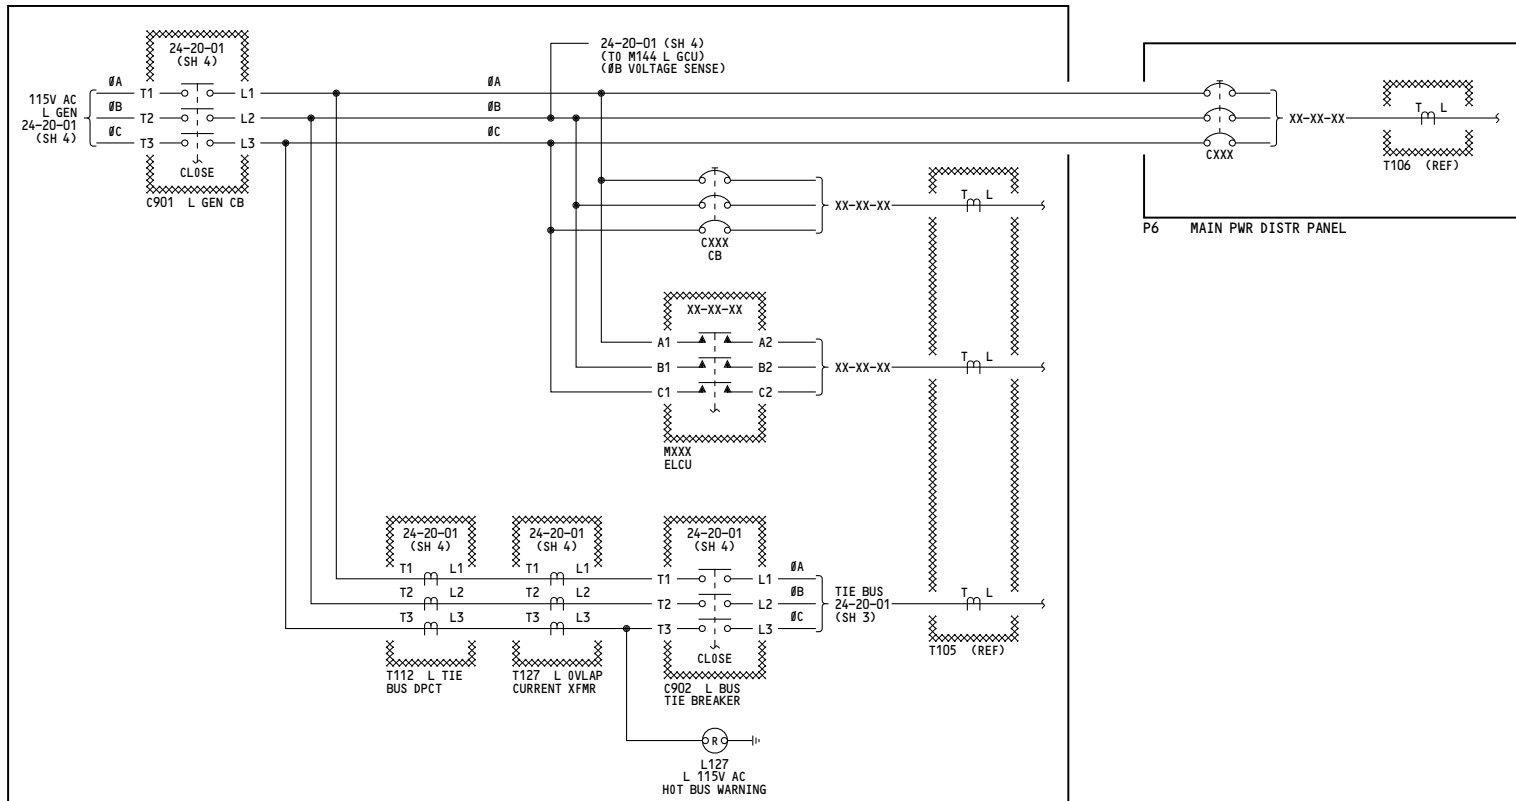 24-20-01
(SH 4)
115V AC
L GEN
24-20-01
(SH 4)
ØA
ØB
ØC
T1
T2
T3
L1
L2
L3
CLOSE
C901 L GEN CB
24-20-01 (SH 4)
(TO M144 L GCU)
(ØB VOLTAGE SENSE)
ØA
ØB
ØC
CXXX
XX-XX-XX
T L
T106 (REF)
P6 MAIN PWR DISTR PANEL
CXXX
CB
XX-XX-XX
T L
XX-XX-XX
A1
B1
C1
A2
B2
C2
XX-XX-XX
T L
MXXX
ELCU
24-20-01
(SH 4)
T1 L1
T2 L2
T3 L3
T112 L TIE
BUS DPCT
24-20-01
(SH 4)
T1 L1
T2 L2
T3 L3
T127 L OVLAP
CURRENT XFMR
24-20-01
(SH 4)
T1
T2
T3
L1
L2
L3
CLOSE
C902 L BUS
TIE BREAKER
ØA
ØB
ØC
TIE BUS
24-20-01
(SH 3)
T L
T105 (REF)
R
L127
L 115V AC
HOT BUS WARNING